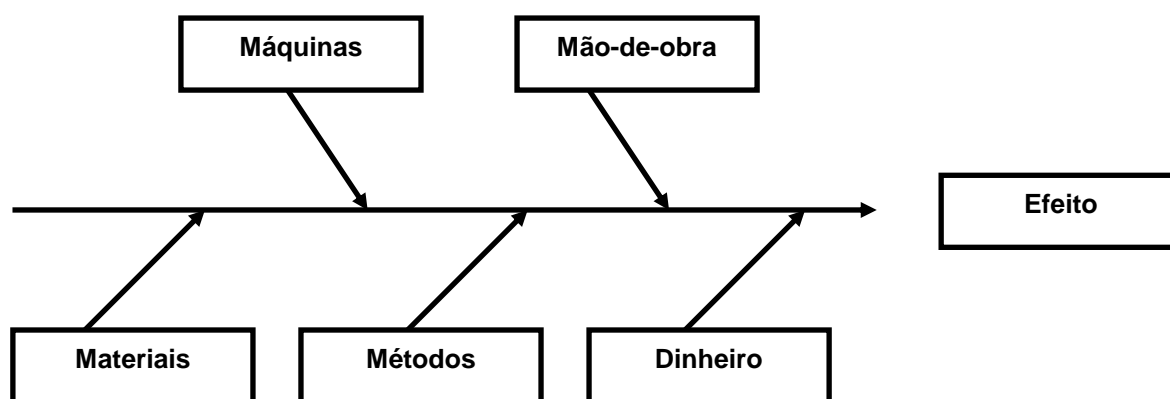 Máquinas
Mão-de-obra
Efeito
Materiais
Métodos
Dinheiro